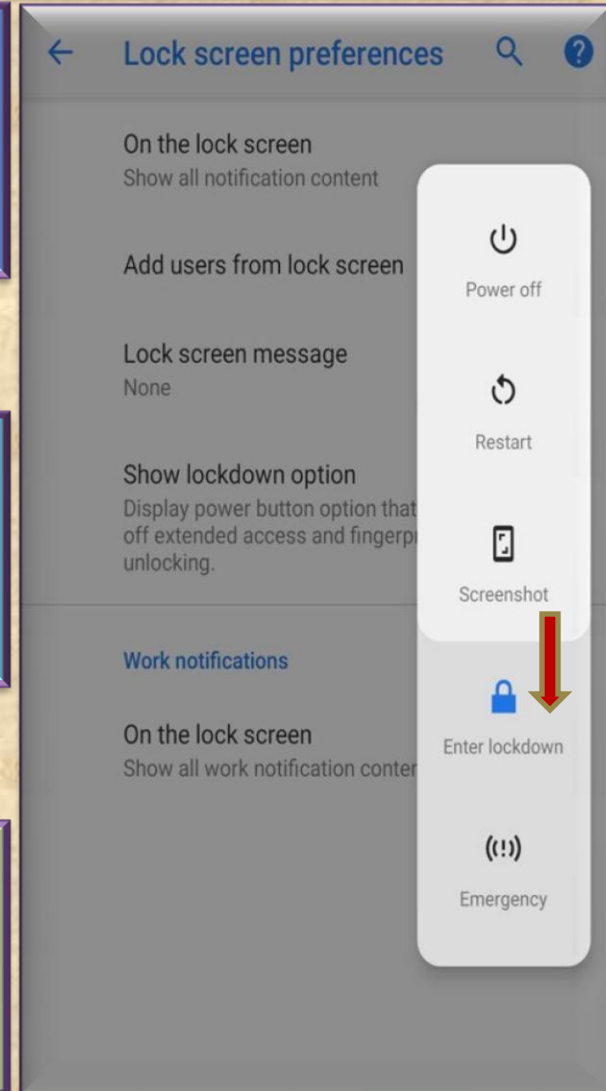 Lock screen preferences
On the lock screen
Show all notification content
Add users from lock screen
Lock screen message
None
Show lockdown option
Display power button option that
off extended access and fingerp
unlocking.
Work notifications
On the lock screen
Show all work notification conter
Power off
Restart
Screenshot
Enter lockdown
Emergency